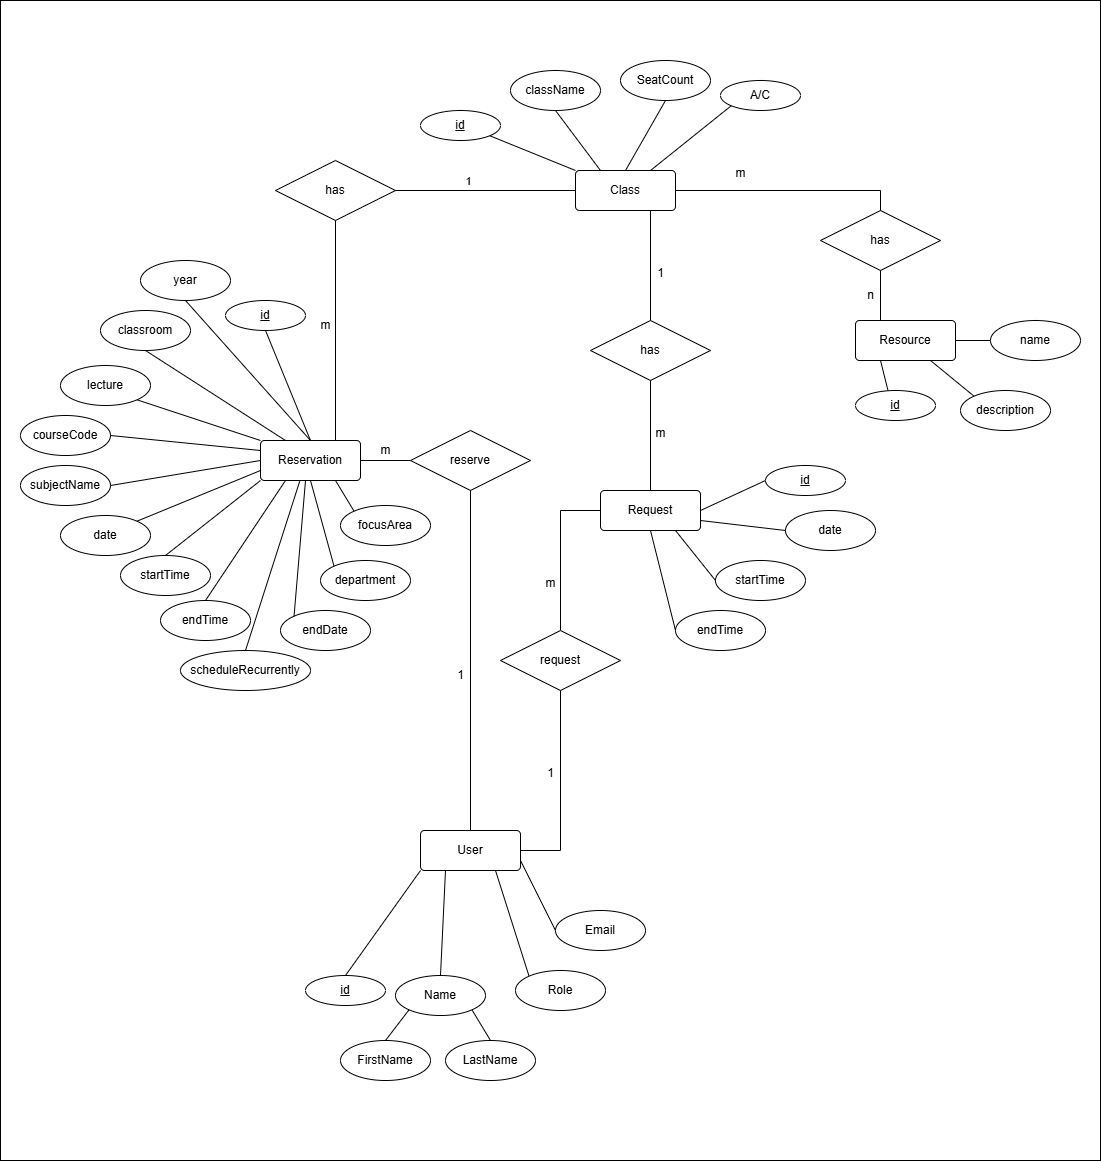 SeatCount
className
A/C
id
m
1
has
Class
has
year
1
n
id
m
classroom
has
Resource
name
lecture
id
description
courseCode
m
m
Reservation
reserve
id
subjectName
Request
focusArea
date
date
startTime
department
startTime
m
endTime
endDate
endTime
request
scheduleRecurrently
1
1
User
Email
id
Name
Role
FirstName
LastName